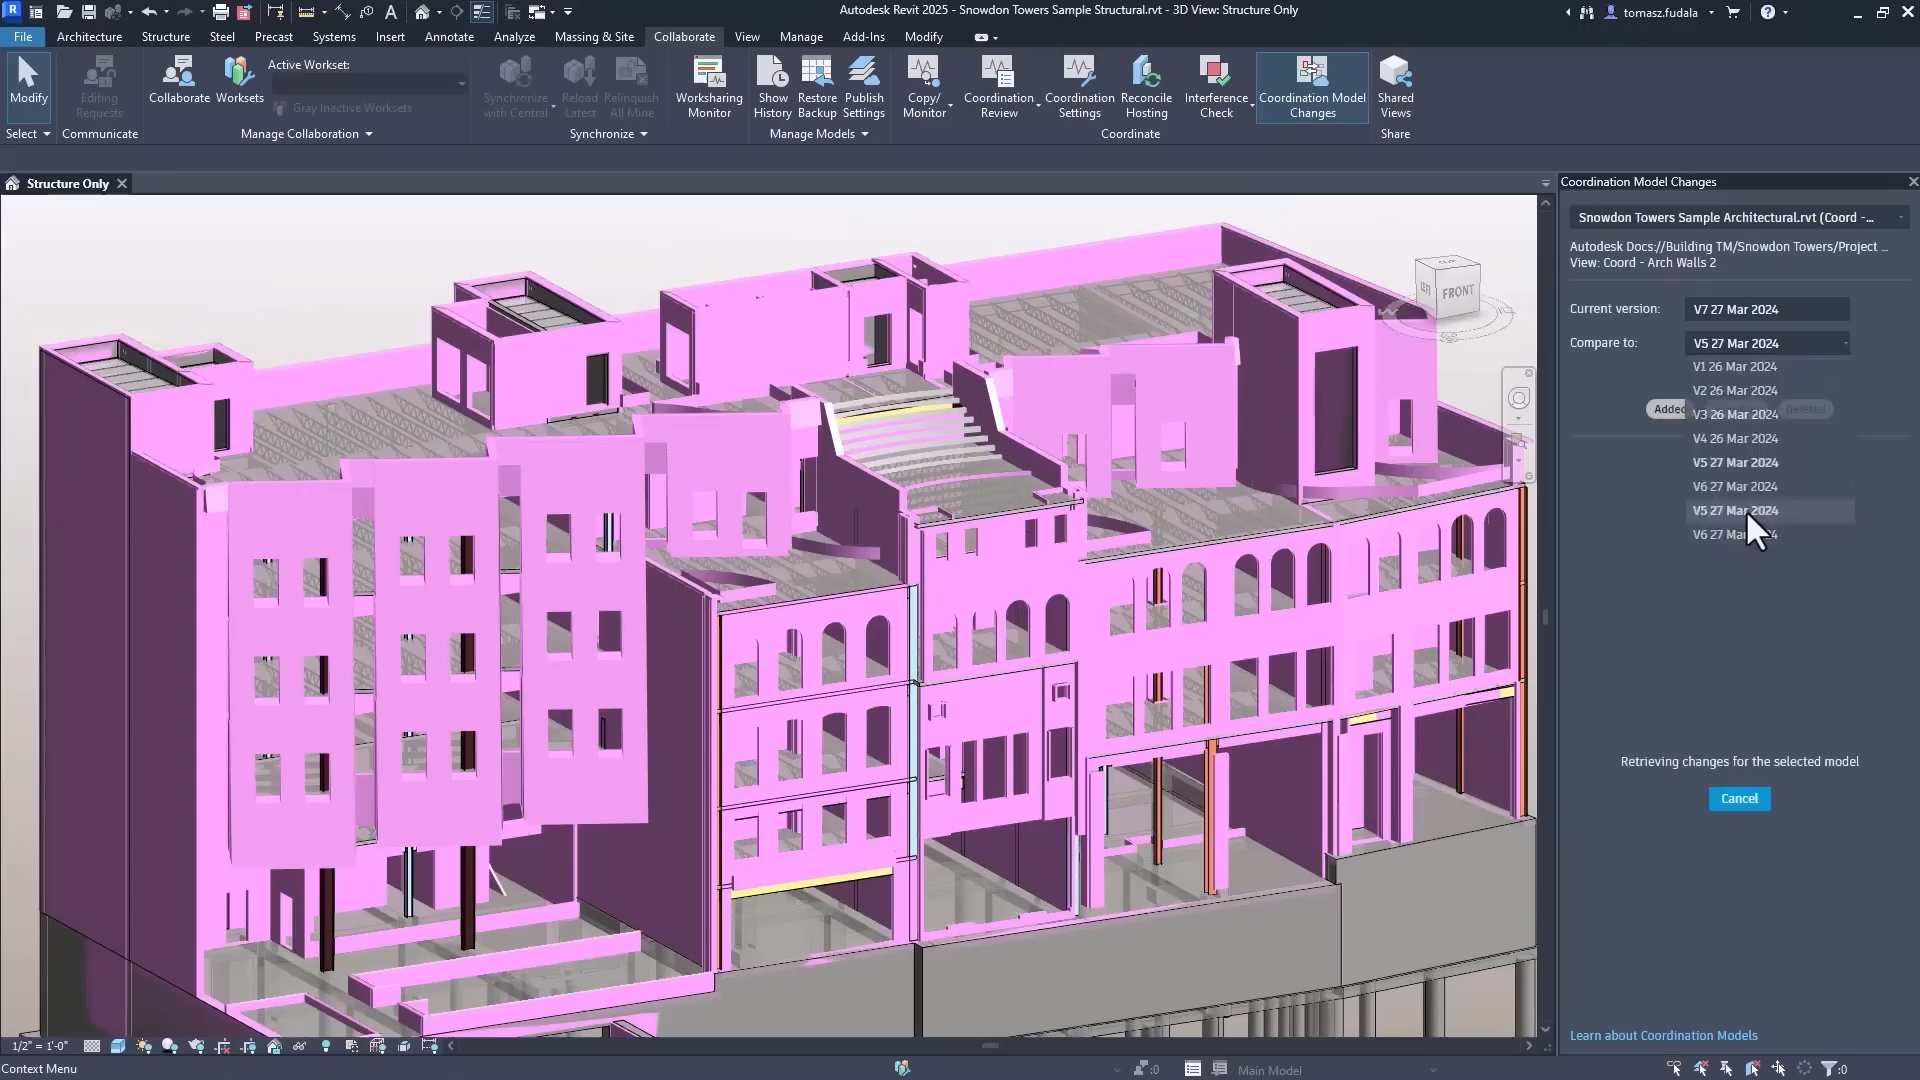 Autodesk Revit 2025 - Snowdon Towers Sample Structural.rvt - 3D View: Structure Only
tomasz.fudala
File Architecture Structure Steel Precast Systems Insert Annotate Analyze Massing & Site Collaborate View Manage Add-Ins Modify
Modify
Select
Editing Requests
Communicate
Collaborate
Worksets
Active Workset:
Gray Inactive Worksets
Manage Collaboration
Synchronize with Central
Reload Latest
Relinquish All Mine
Synchronize
Worksharing Monitor
Show History
Restore Backup
Publish Settings
Manage Models
Copy/ Monitor
Coordination Review
Coordination Settings
Reconcile Hosting
Interference Check
Coordination Model Changes
Coordinate
Shared Views
Share
Structure Only
LEFT
FRONT
Coordination Model Changes
Snowdon Towers Sample Architectural.rvt (Coord -...
Autodesk Docs://Building TM/Snowdon Towers/Project ...
View: Coord - Arch Walls 2
Current version: V7 27 Mar 2024
Compare to: V5 27 Mar 2024
V1 26 Mar 2024
V2 26 Mar 2024
Added
V3 26 Mar 2024
Deleted
V4 26 Mar 2024
V5 27 Mar 2024
V6 27 Mar 2024
V5 27 Mar 2024
V6 27 Mar
Retrieving changes for the selected model
Cancel
Learn about Coordination Models
1/2" = 1'-0"
Context Menu
:0
Main Model
:0